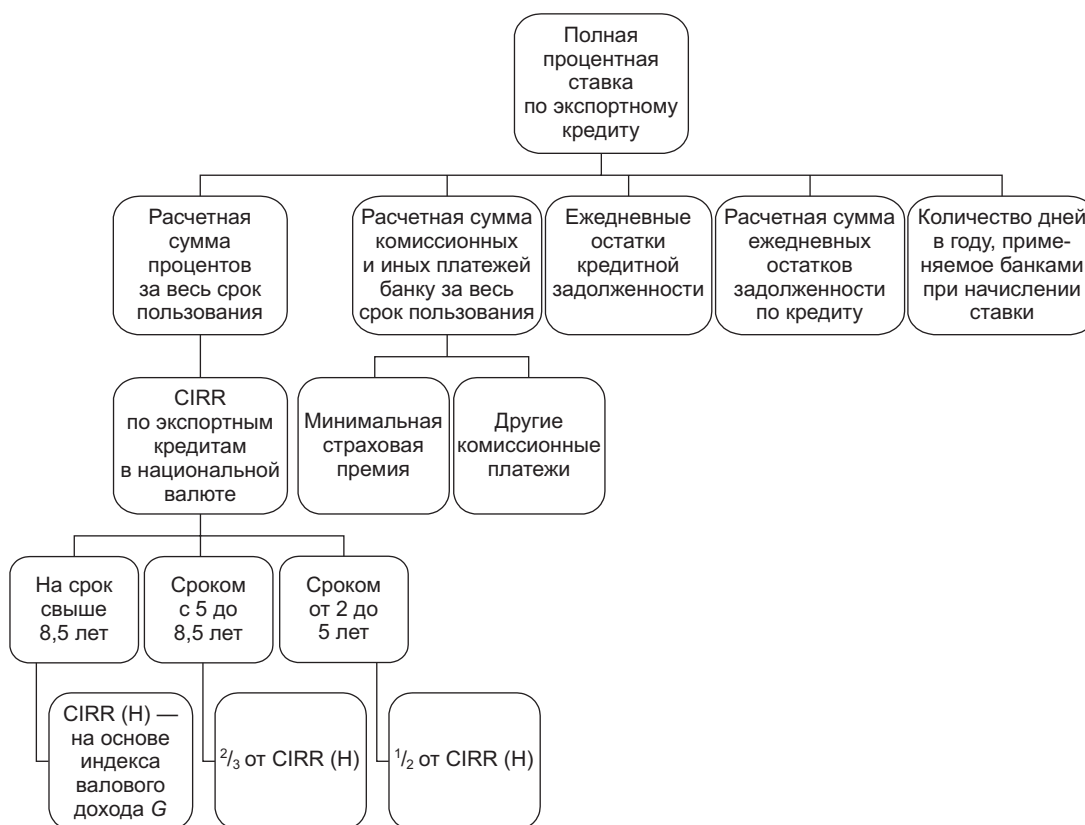 Полная
процентная
ставка
по экспортному
кредиту
Расчетная
сумма
процентов
за весь срок
пользования
Расчетная сумма
комиссионных
и иных платежей
банку за весь
срок пользования
Ежедневные
остатки
кредитной
задолженности
Расчетная сумма
ежедневных
остатков
задолженности
по кредиту
Количество дней
в году, приме-
няемое банками
при начислении
ставки
CIRR
по экспортным
кредитам
в национальной
валюте
Минимальная
страховая
премия
Другие
комиссионные
платежи
На срок
свыше
8,5 лет
Сроком
с 5 до
8,5 лет
Сроком
от 2 до
5 лет
CIRR (Н) —
на основе
индекса
валового
дохода G
2/3 от CIRR (Н)
1/2 от CIRR (Н)